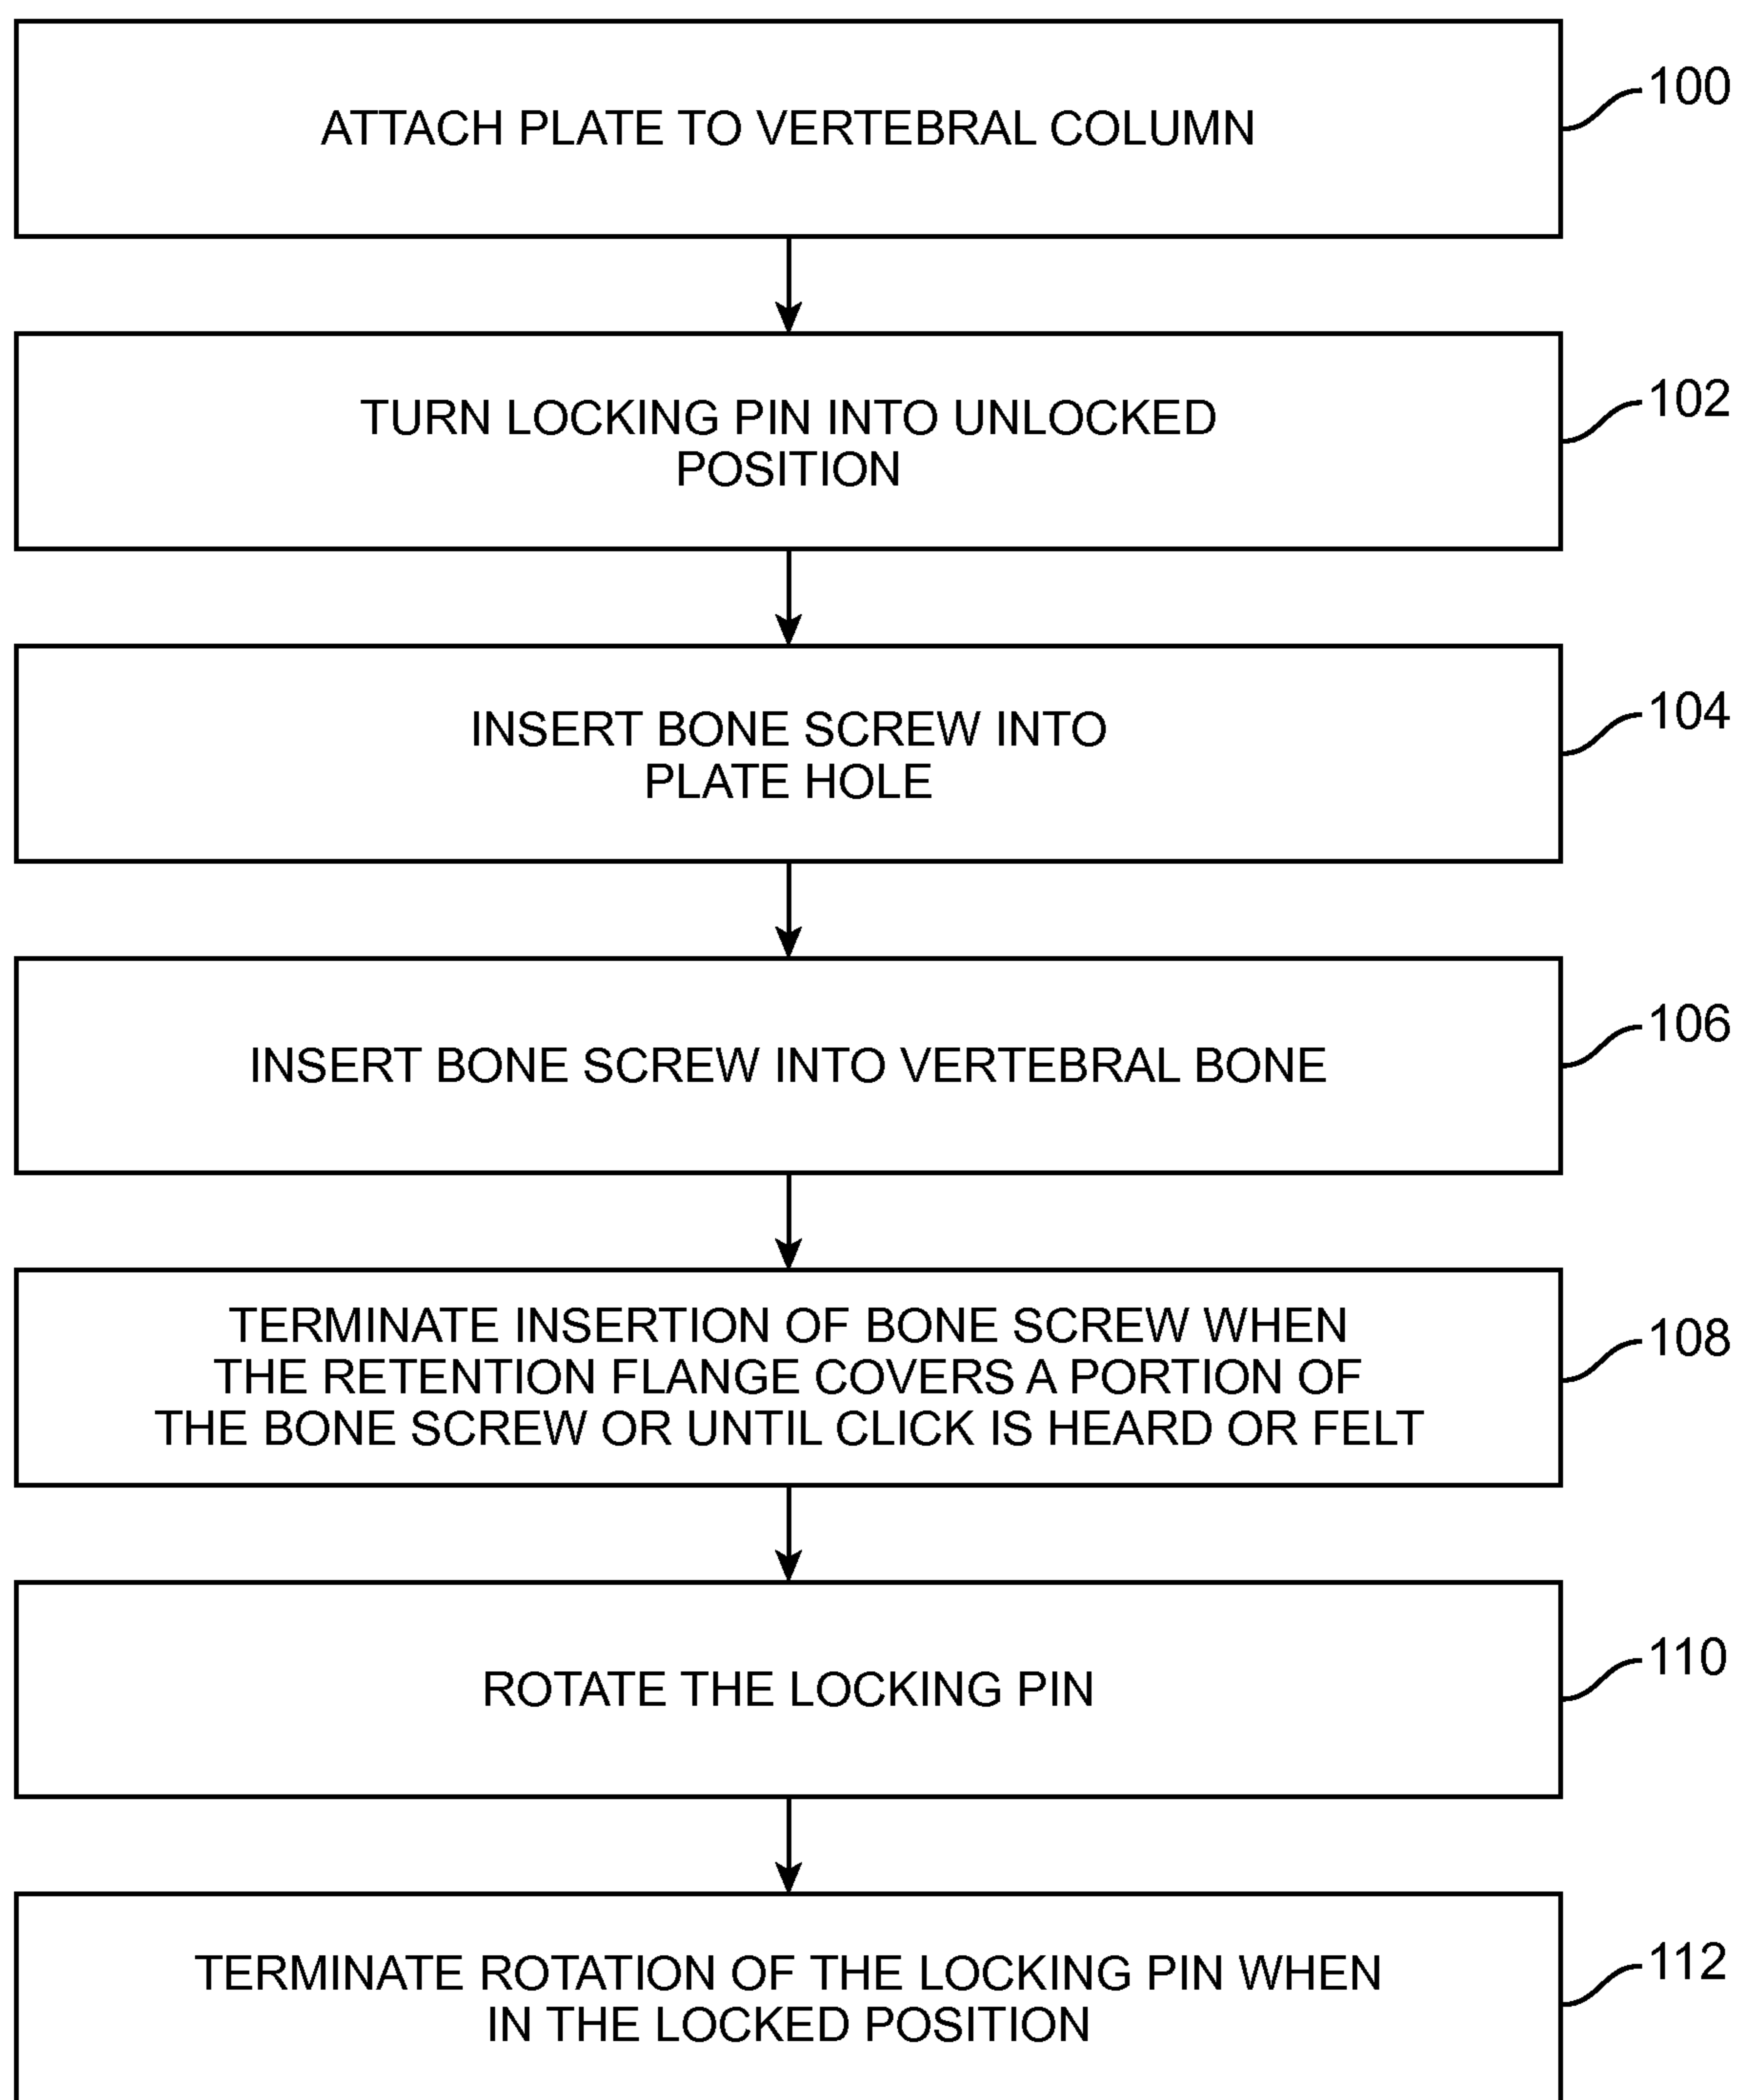 ATTACH PLATE TO VERTEBRAL COLUMN
100
TURN LOCKING PIN INTO UNLOCKED
POSITION
102
INSERT BONE SCREW INTO
PLATE HOLE
104
INSERT BONE SCREW INTO VERTEBRAL BONE
106
TERMINATE INSERTION OF BONE SCREW WHEN
THE RETENTION FLANGE COVERS A PORTION OF
THE BONE SCREW OR UNTIL CLICK IS HEARD OR FELT
108
ROTATE THE LOCKING PIN
110
TERMINATE ROTATION OF THE LOCKING PIN WHEN
IN THE LOCKED POSITION
112